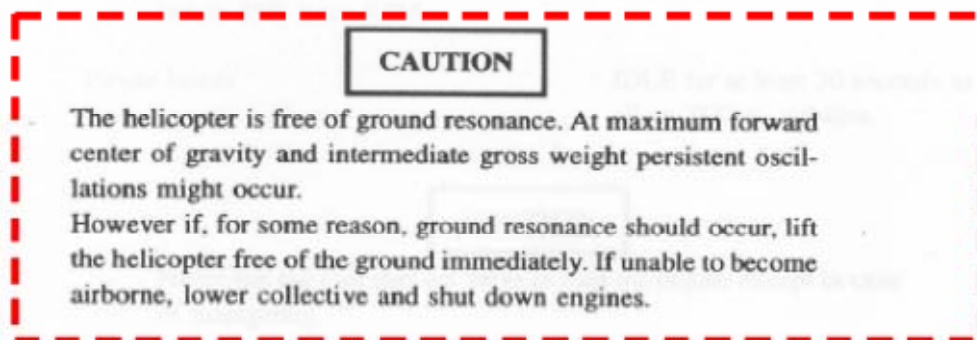 CAUTION
The helicopter is free of ground resonance. At maximum forward
center of gravity and intermediate gross weight persistent oscil-
lations might occur.
However if, for some reason, ground resonance should occur, lift
the helicopter free of the ground immediately. If unable to become
airborne, lower collective and shut down engines.